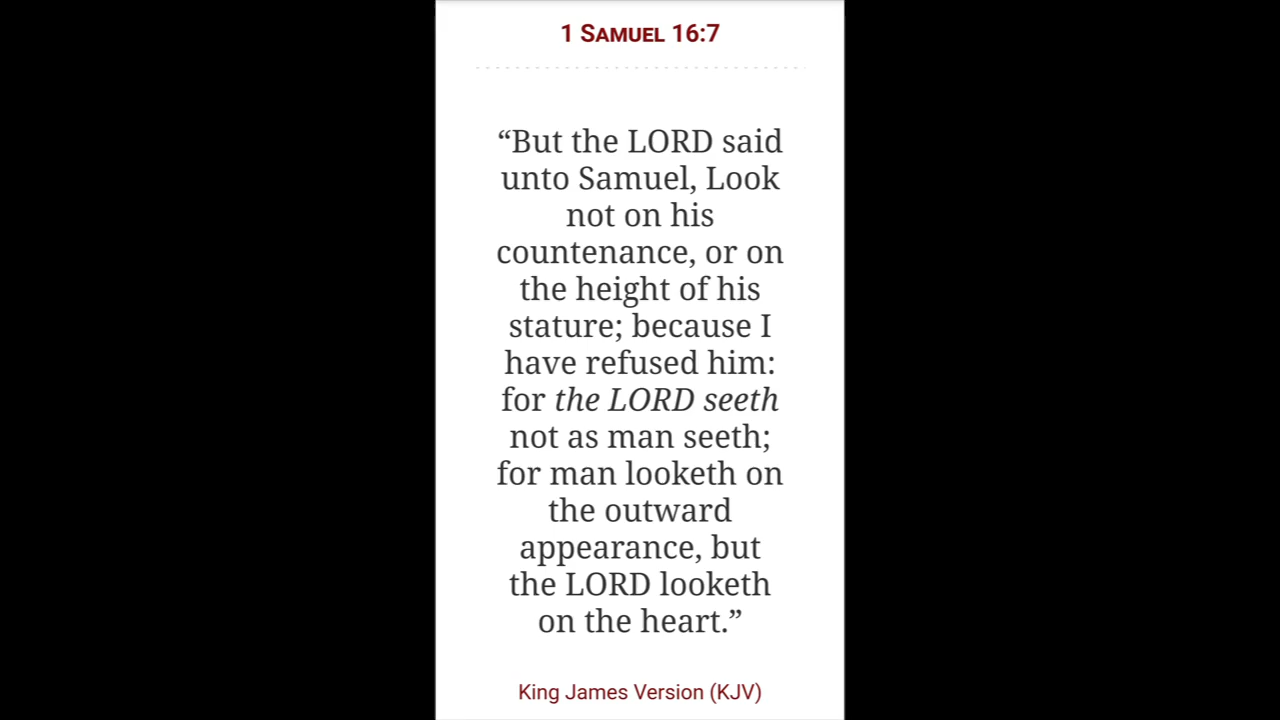 1 Samuel 16:7
“But the LORD said
unto Samuel, Look
not on his
countenance, or on
the height of his
stature; because I
have refused him:
for the LORD seeth
not as man seeth;
for man looketh on
the outward
appearance, but
the LORD looketh
on the heart.”
King James Version (KJV)